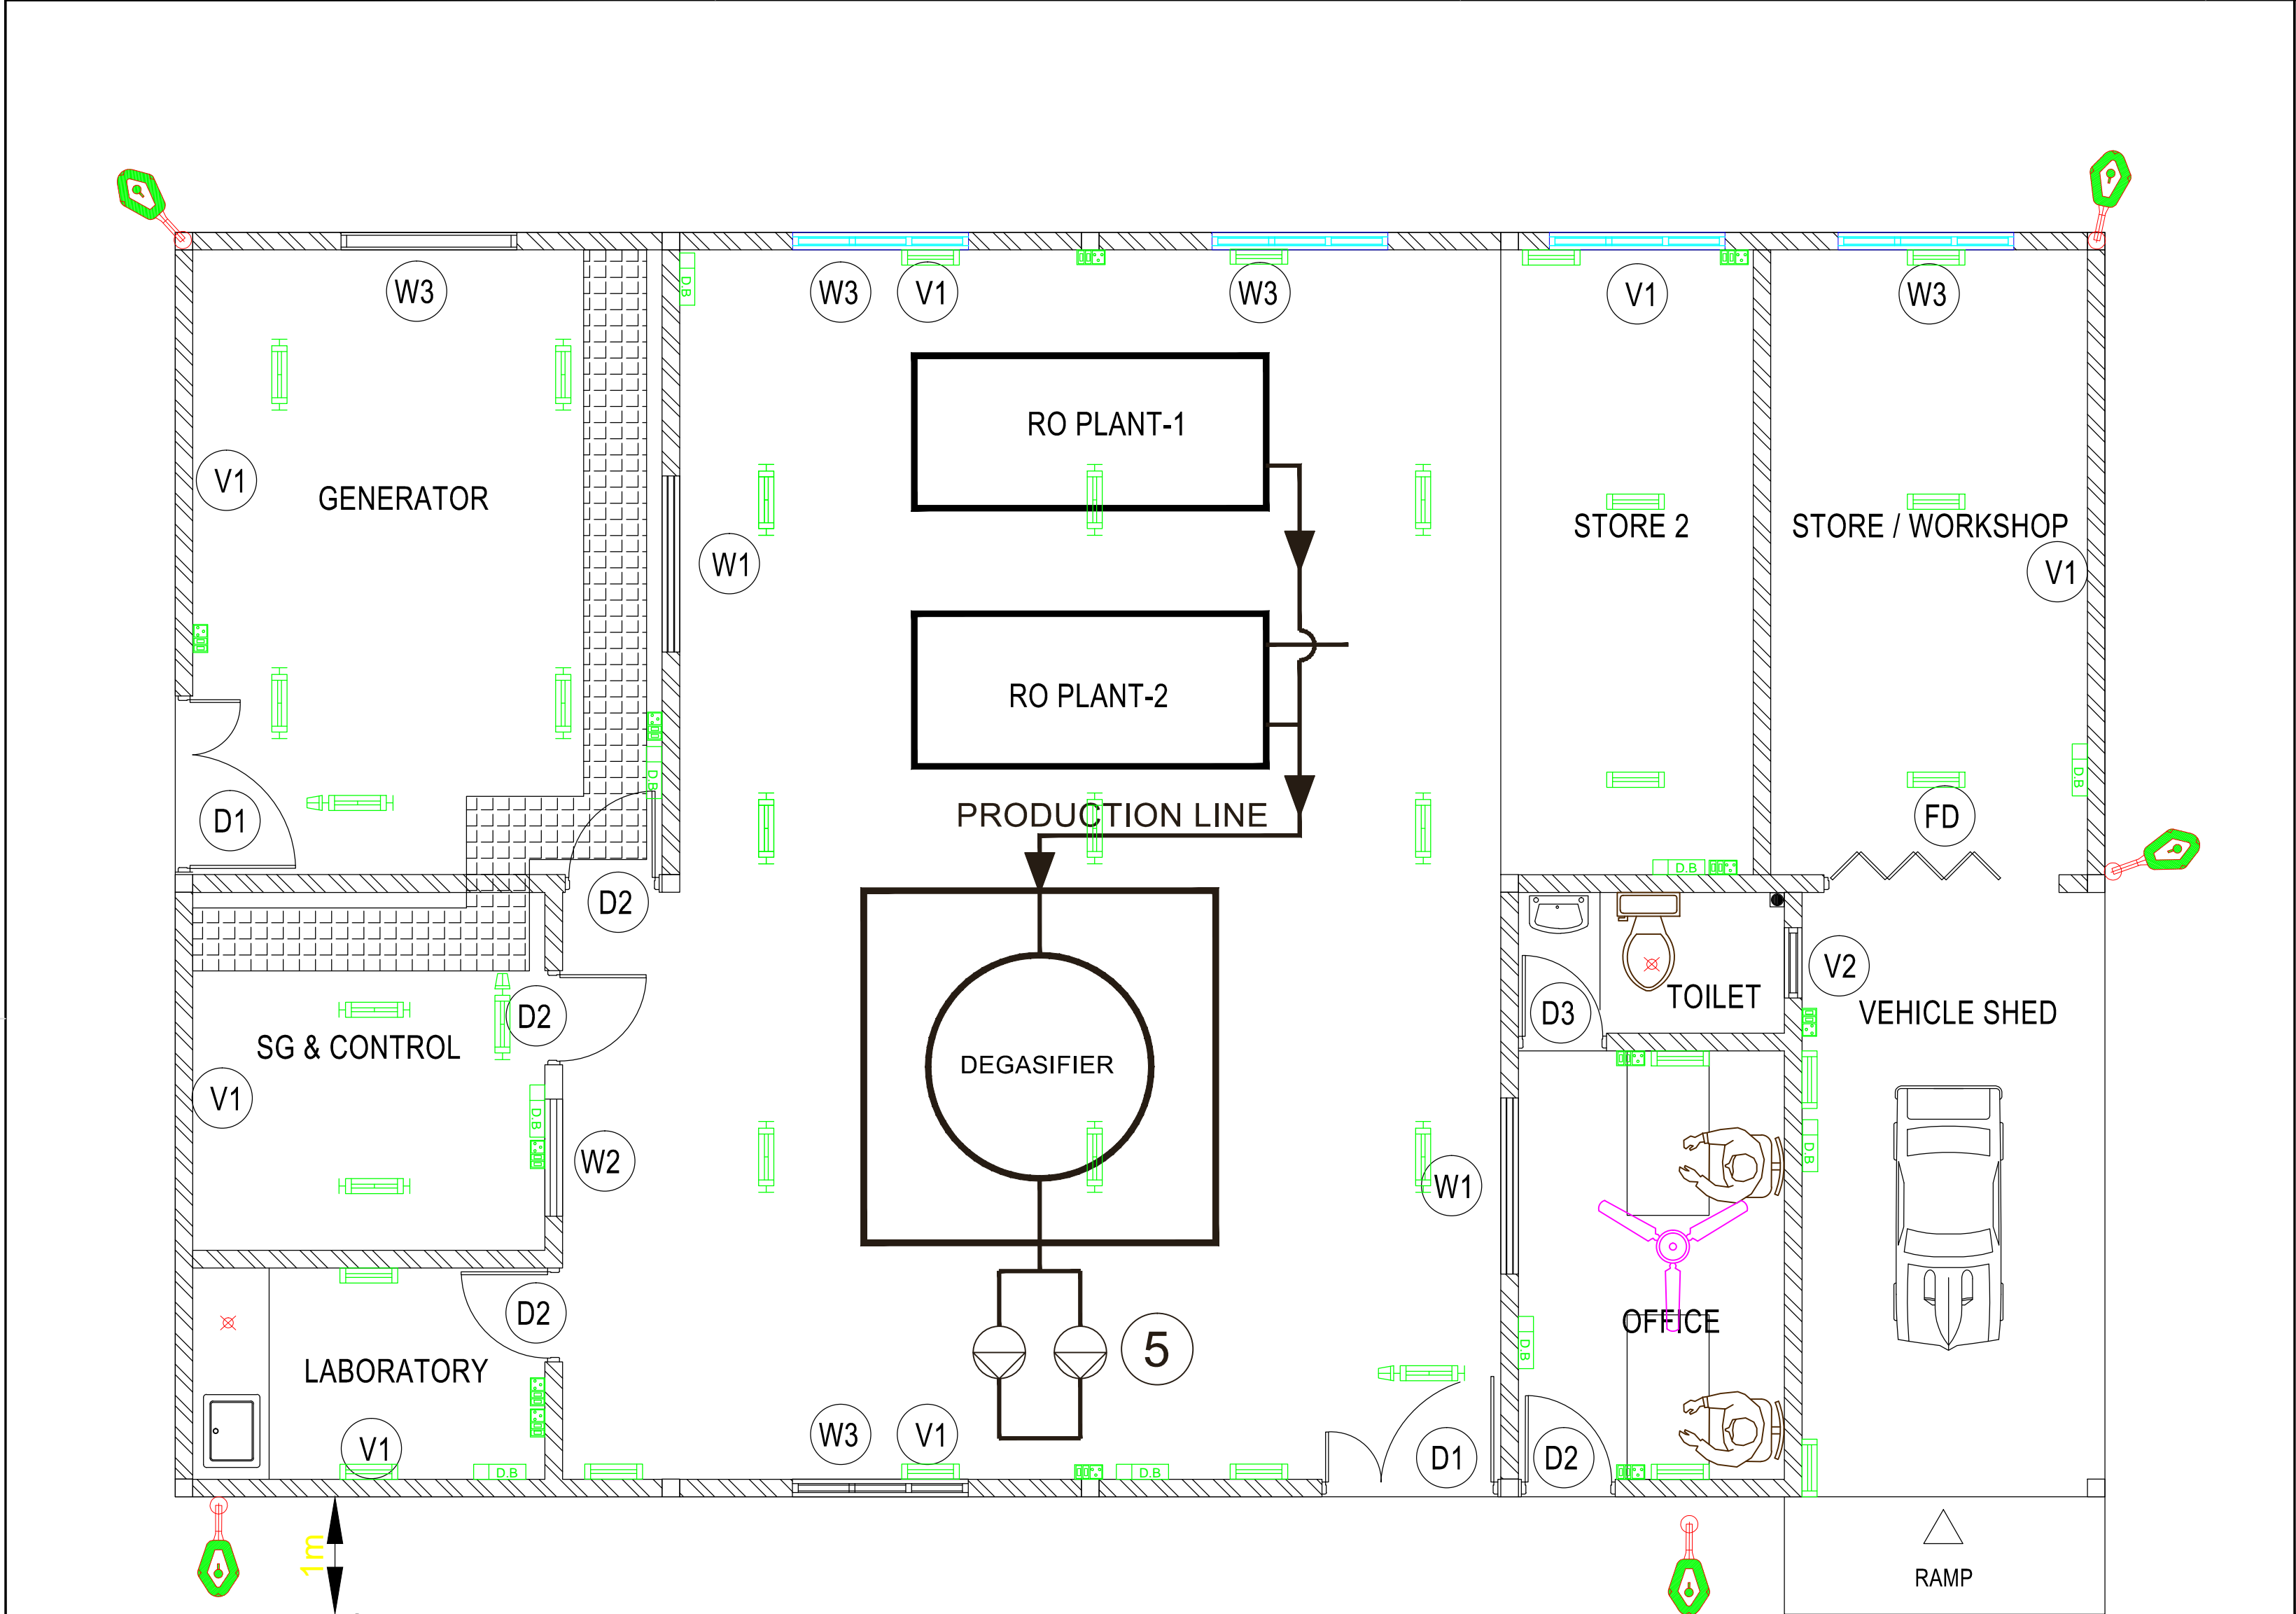 W3
W3
V1
W3
V1
W3
D.B
RO PLANT-1
V1
GENERATOR
W1
STORE 2
STORE / WORKSHOP
V1
RO PLANT-2
D.B
D.B
D1
PRODUCTION LINE
FD
D.B
D2
V2
D2
D3
TOILET
VEHICLE SHED
SG & CONTROL
DEGASIFIER
V1
D.B
D.B
W2
W1
D2
OFFICE
D.B
5
LABORATORY
V1
W3
V1
D1
D2
D.B
D.B
1m
RAMP